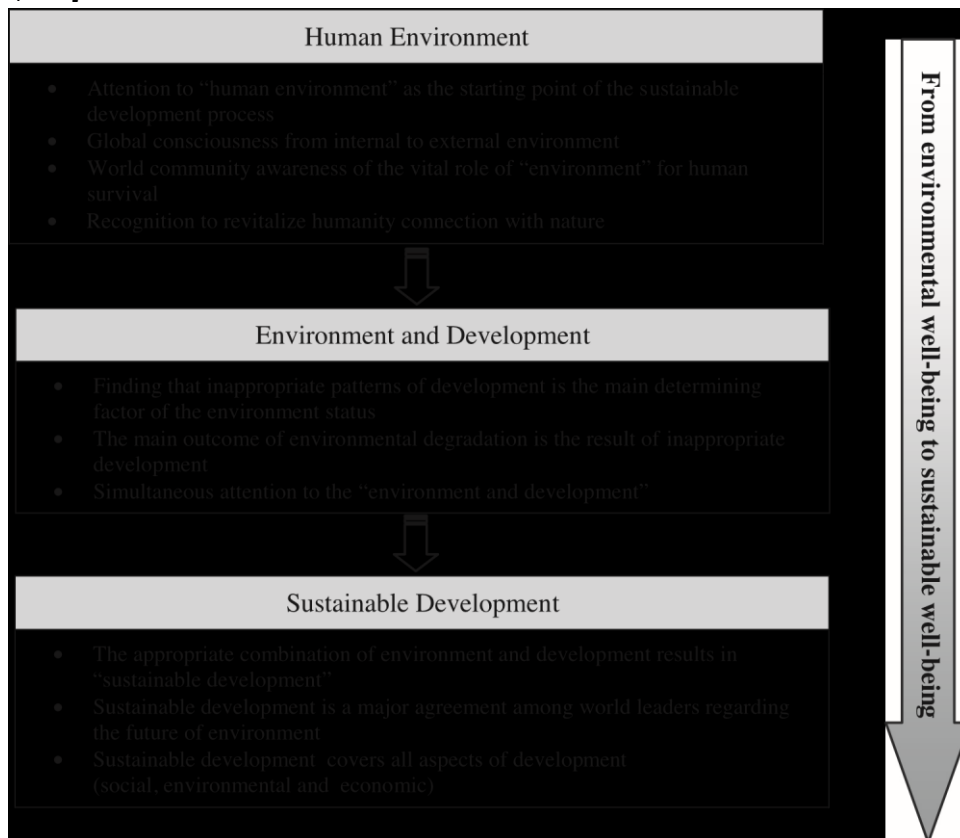 Human Environment
• Attention to “human environment” as the starting point of the sustainable
development process
• Global consciousness from internal to external environment
• World community awareness of the vital role of “environment” for human
survival
• Recognition to revitalize humanity connection with nature
Environment and Development
• Finding that inappropriate patterns of development is the main determining
factor of the environment status
• The main outcome of environmental degradation is the result of inappropriate
development
• Simultaneous attention to the “environment and development”
Sustainable Development
• The appropriate combination of environment and development results in
“sustainable development”
• Sustainable development is a major agreement among world leaders regarding
the future of environment
• Sustainable development covers all aspects of development
(social, environmental and economic)
From environmental well-being to sustainable well-being